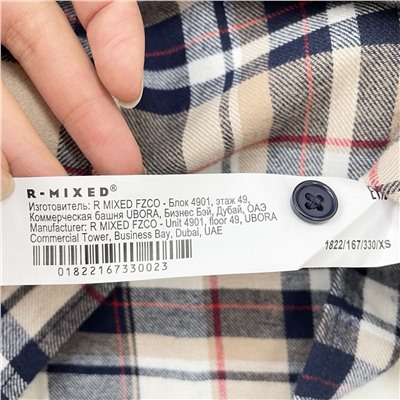 R-MIXED®
Изготовитель: R MIXED FZCO - Блок 4901, этаж 49,
Коммерческая башня UBORA, Бизнес Бэй, Дубай, ОАЭ
Manufacturer: R MIXED FZCO - Unit 4901, floor 49, UBORA
Commercial Tower, Business Bay, Dubai, UAE
01822167330023
1822/167/330/XS